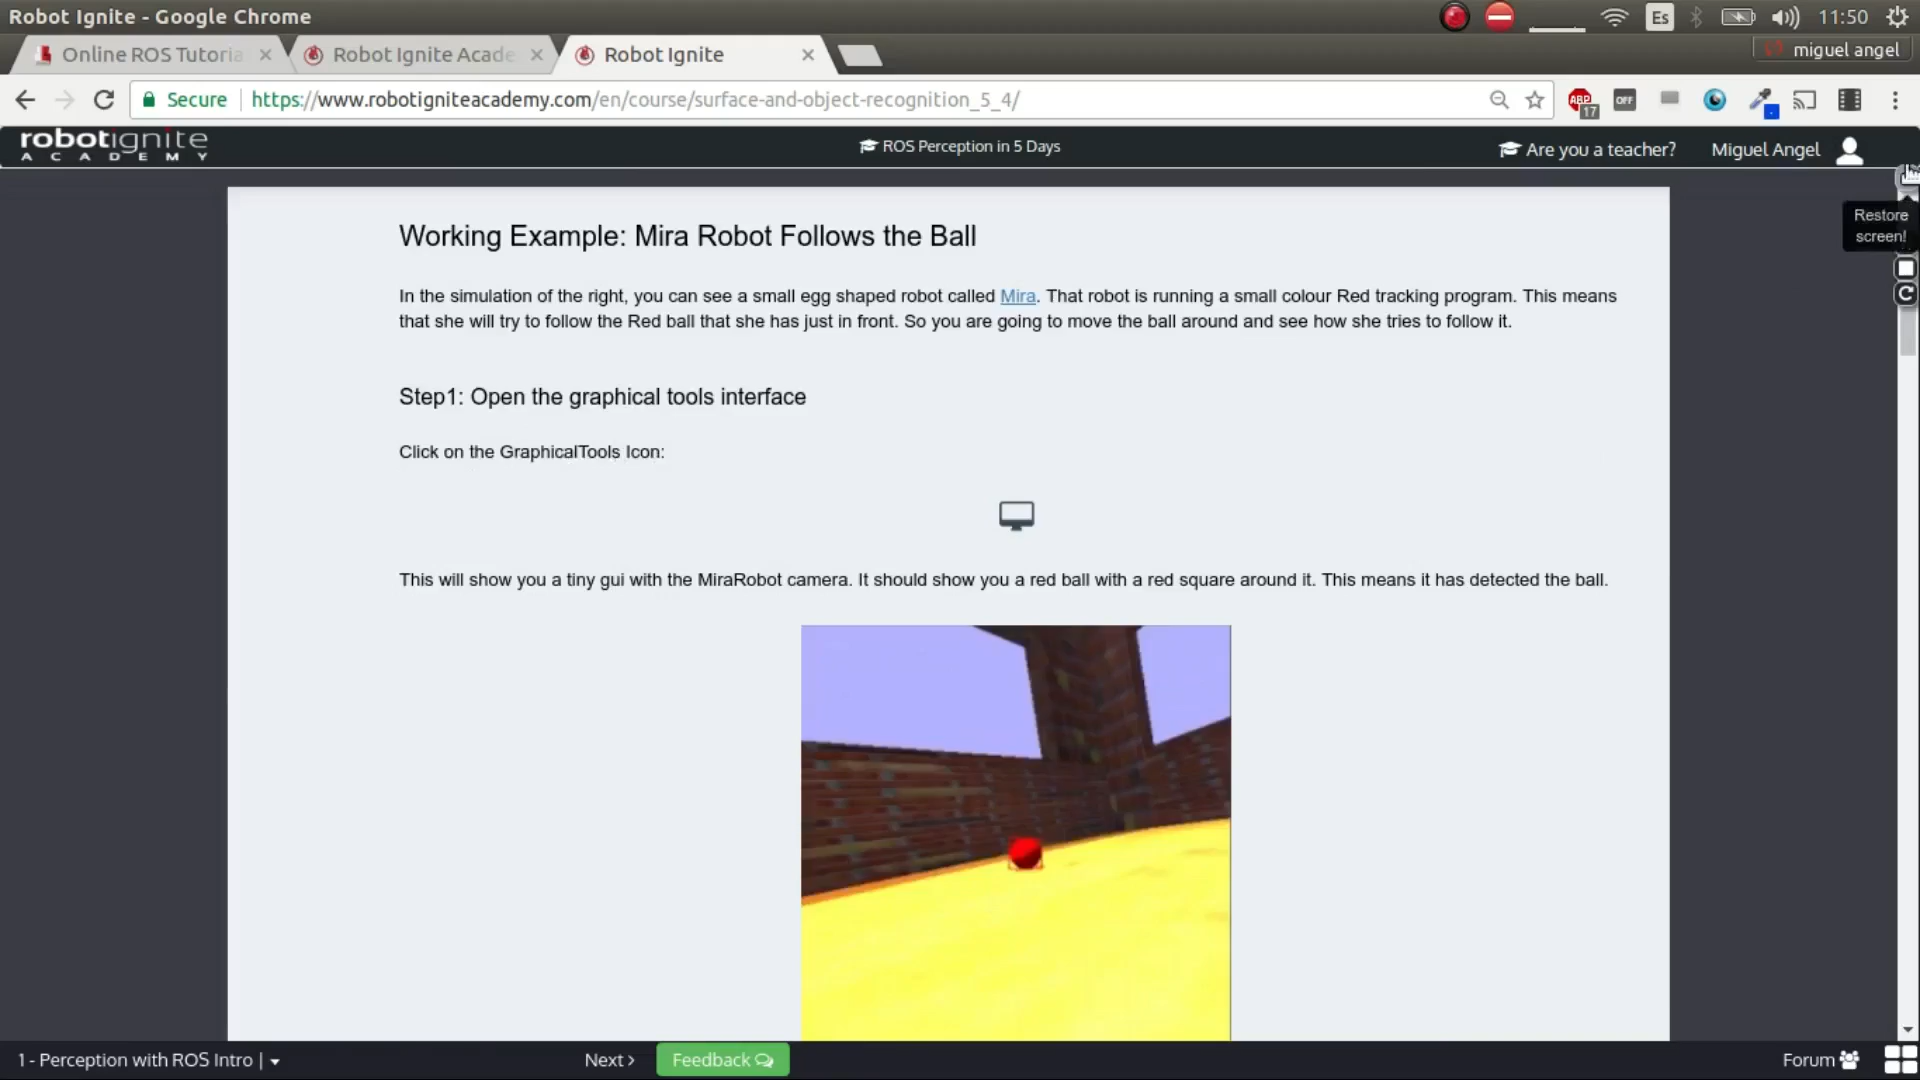 Robot Ignite - Google Chrome
Es
11:50
Online ROS Tutoria
Robot Ignite Acade
Robot Ignite
miguel angel
Secure
https://www.robotigniteacademy.com/en/course/surface-and-object-recognition_5_4/
ABP
17
OFF
robotignite
ACADEMY
ROS Perception in 5 Days
Are you a teacher?
Miguel Angel
Restore
screen!
Working Example: Mira Robot Follows the Ball
In the simulation of the right, you can see a small egg shaped robot called Mira. That robot is running a small colour Red tracking program. This means
that she will try to follow the Red ball that she has just in front. So you are going to move the ball around and see how she tries to follow it.
Step1: Open the graphical tools interface
Click on the GraphicalTools Icon:
This will show you a tiny gui with the MiraRobot camera. It should show you a red ball with a red square around it. This means it has detected the ball.
1 - Perception with ROS Intro |
Next >
Feedback
Forum